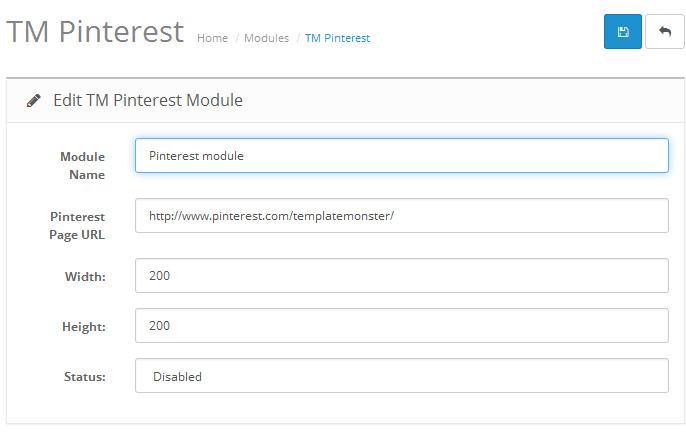 TM Pinterest Home / Modules / TM Pinterest
Edit TM Pinterest Module
Module
Name
Pinterest module
Pinterest
Page URL
http://www.pinterest.com/templatemonster/
Width: 200
Height: 200
Status: Disabled